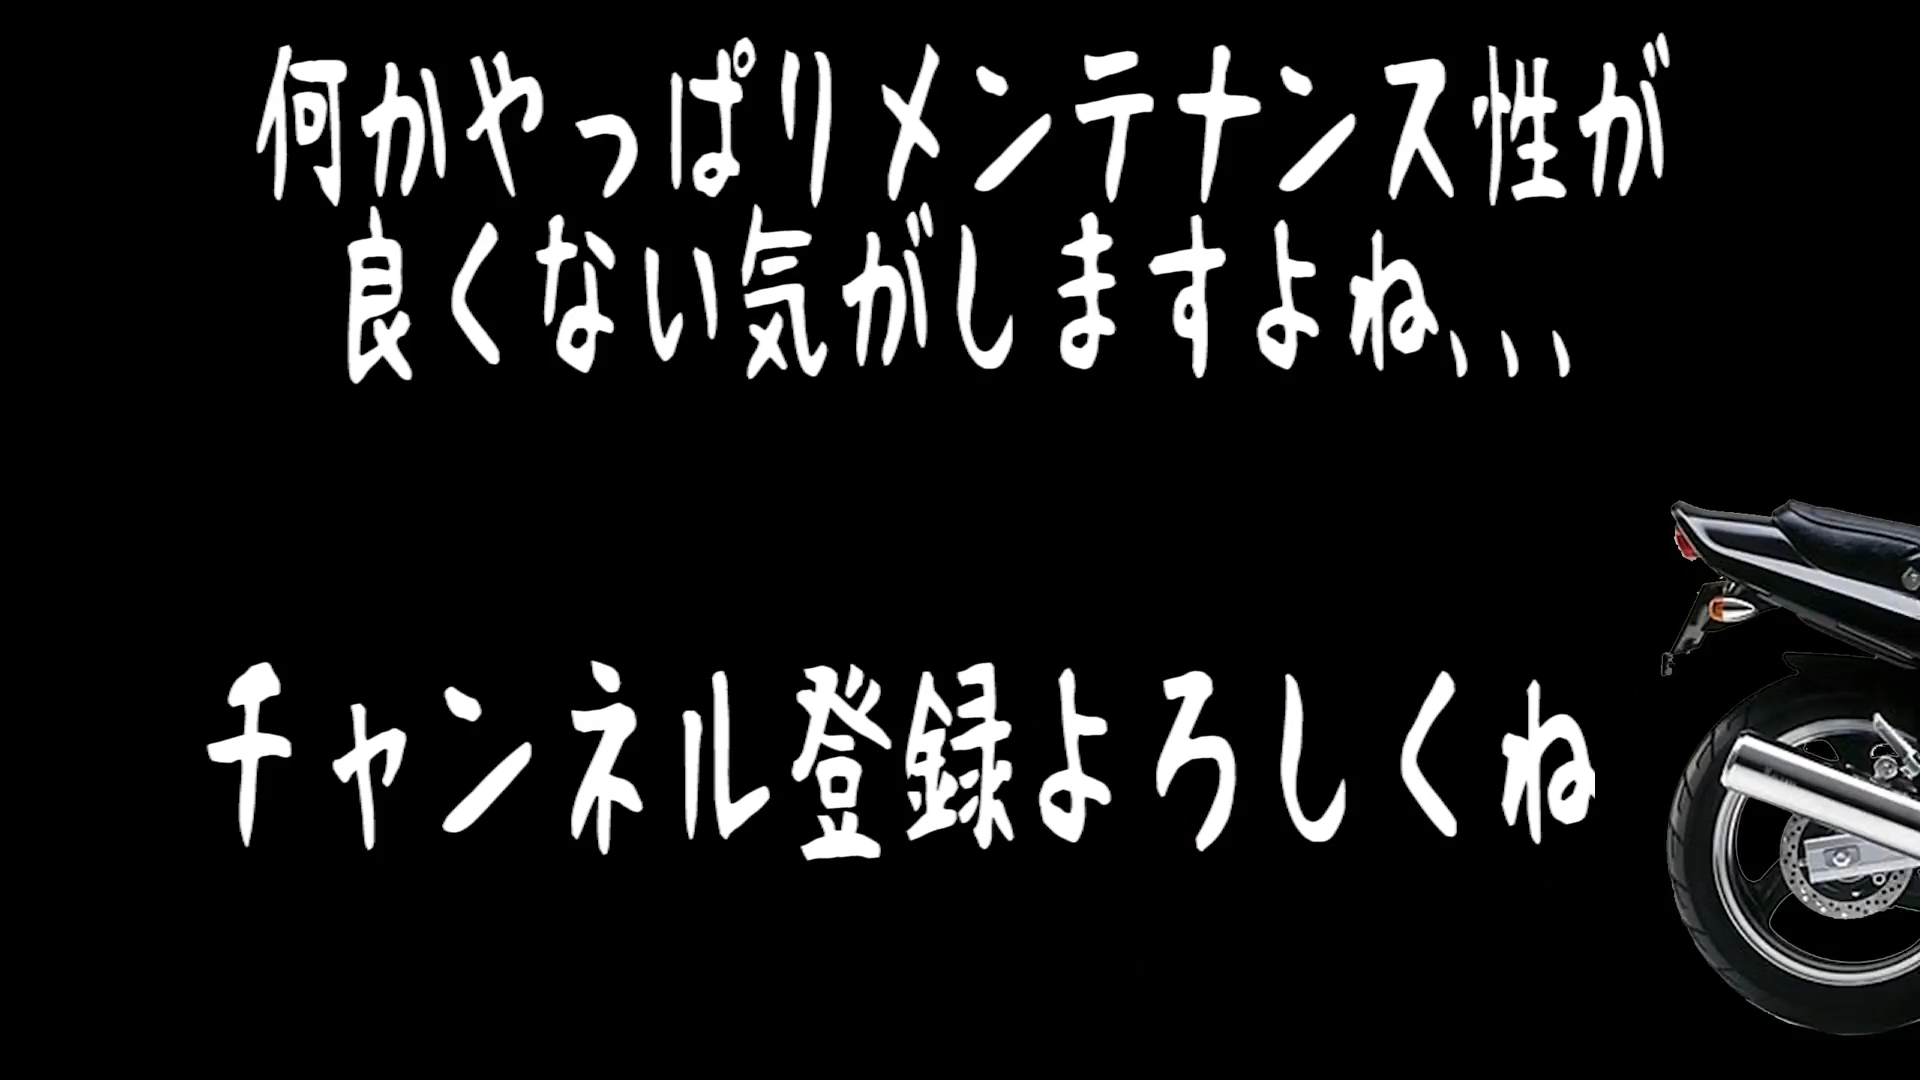 何かやっぱりメンテナンス性が
良くない気がしますよね､､､
チャンネル登録よろしくね